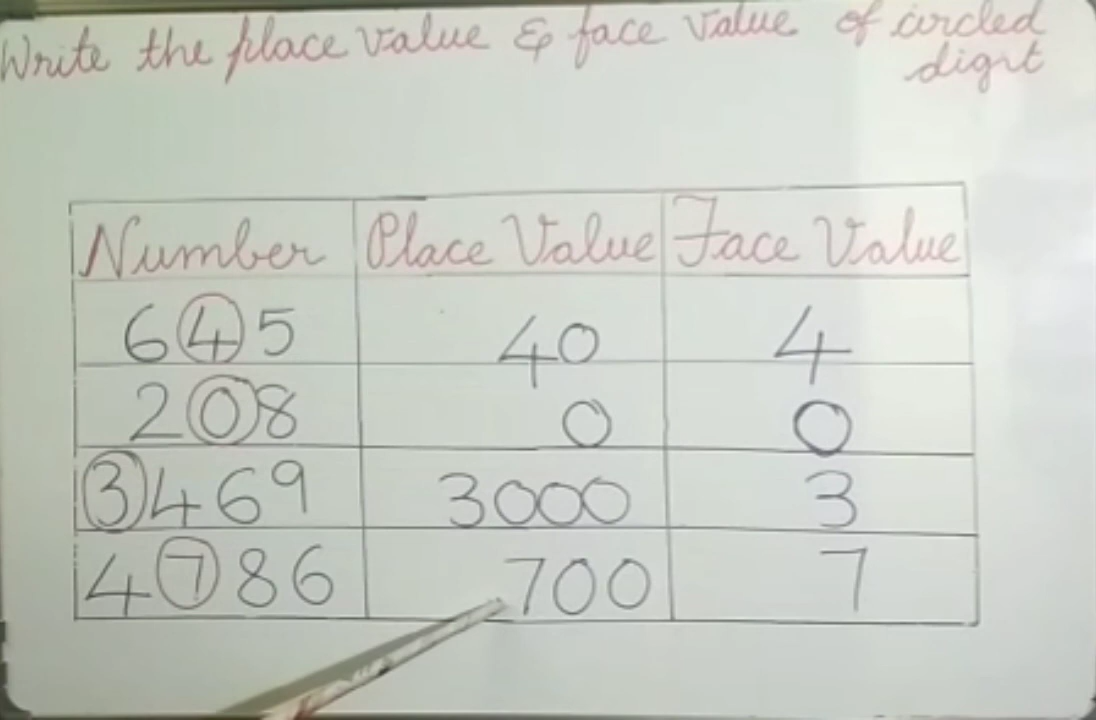 Write the place value & face value of circled
digit
Number Place Value Face Value
645 40 4
208 0 0
3469 3000 3
4786 700 7